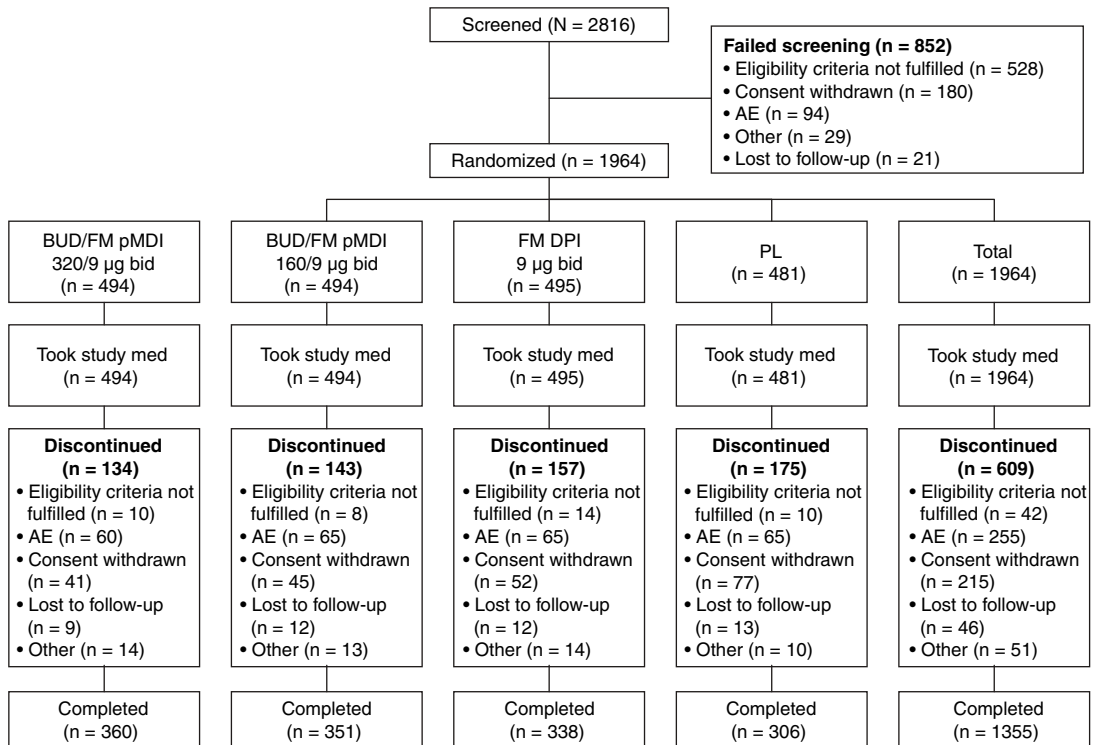 Screened (N = 2816)
Failed screening (n = 852)
• Eligibility criteria not fulfilled (n = 528)
• Consent withdrawn (n = 180)
• AE (n = 94)
• Other (n = 29)
• Lost to follow-up (n = 21)
Randomized (n = 1964)
BUD/FM pMDI
320/9 µg bid
(n = 494)
BUD/FM pMDI
160/9 µg bid
(n = 494)
FM DPI
9 µg bid
(n = 495)
PL
(n = 481)
Total
(n = 1964)
Took study med
(n = 494)
Took study med
(n = 494)
Took study med
(n = 495)
Took study med
(n = 481)
Took study med
(n = 1964)
Discontinued
(n = 134)
• Eligibility criteria not
fulfilled (n = 10)
• AE (n = 60)
• Consent withdrawn
(n = 41)
• Lost to follow-up
(n = 9)
• Other (n = 14)
Discontinued
(n = 143)
• Eligibility criteria not
fulfilled (n = 8)
• AE (n = 65)
• Consent withdrawn
(n = 45)
• Lost to follow-up
(n = 12)
• Other (n = 13)
Discontinued
(n = 157)
• Eligibility criteria not
fulfilled (n = 14)
• AE (n = 65)
• Consent withdrawn
(n = 52)
• Lost to follow-up
(n = 12)
• Other (n = 14)
Discontinued
(n = 175)
• Eligibility criteria not
fulfilled (n = 10)
• AE (n = 65)
• Consent withdrawn
(n = 77)
• Lost to follow-up
(n = 13)
• Other (n = 10)
Discontinued
(n = 609)
• Eligibility criteria not
fulfilled (n = 42)
• AE (n = 255)
• Consent withdrawn
(n = 215)
• Lost to follow-up
(n = 46)
• Other (n = 51)
Completed
(n = 360)
Completed
(n = 351)
Completed
(n = 338)
Completed
(n = 306)
Completed
(n = 1355)